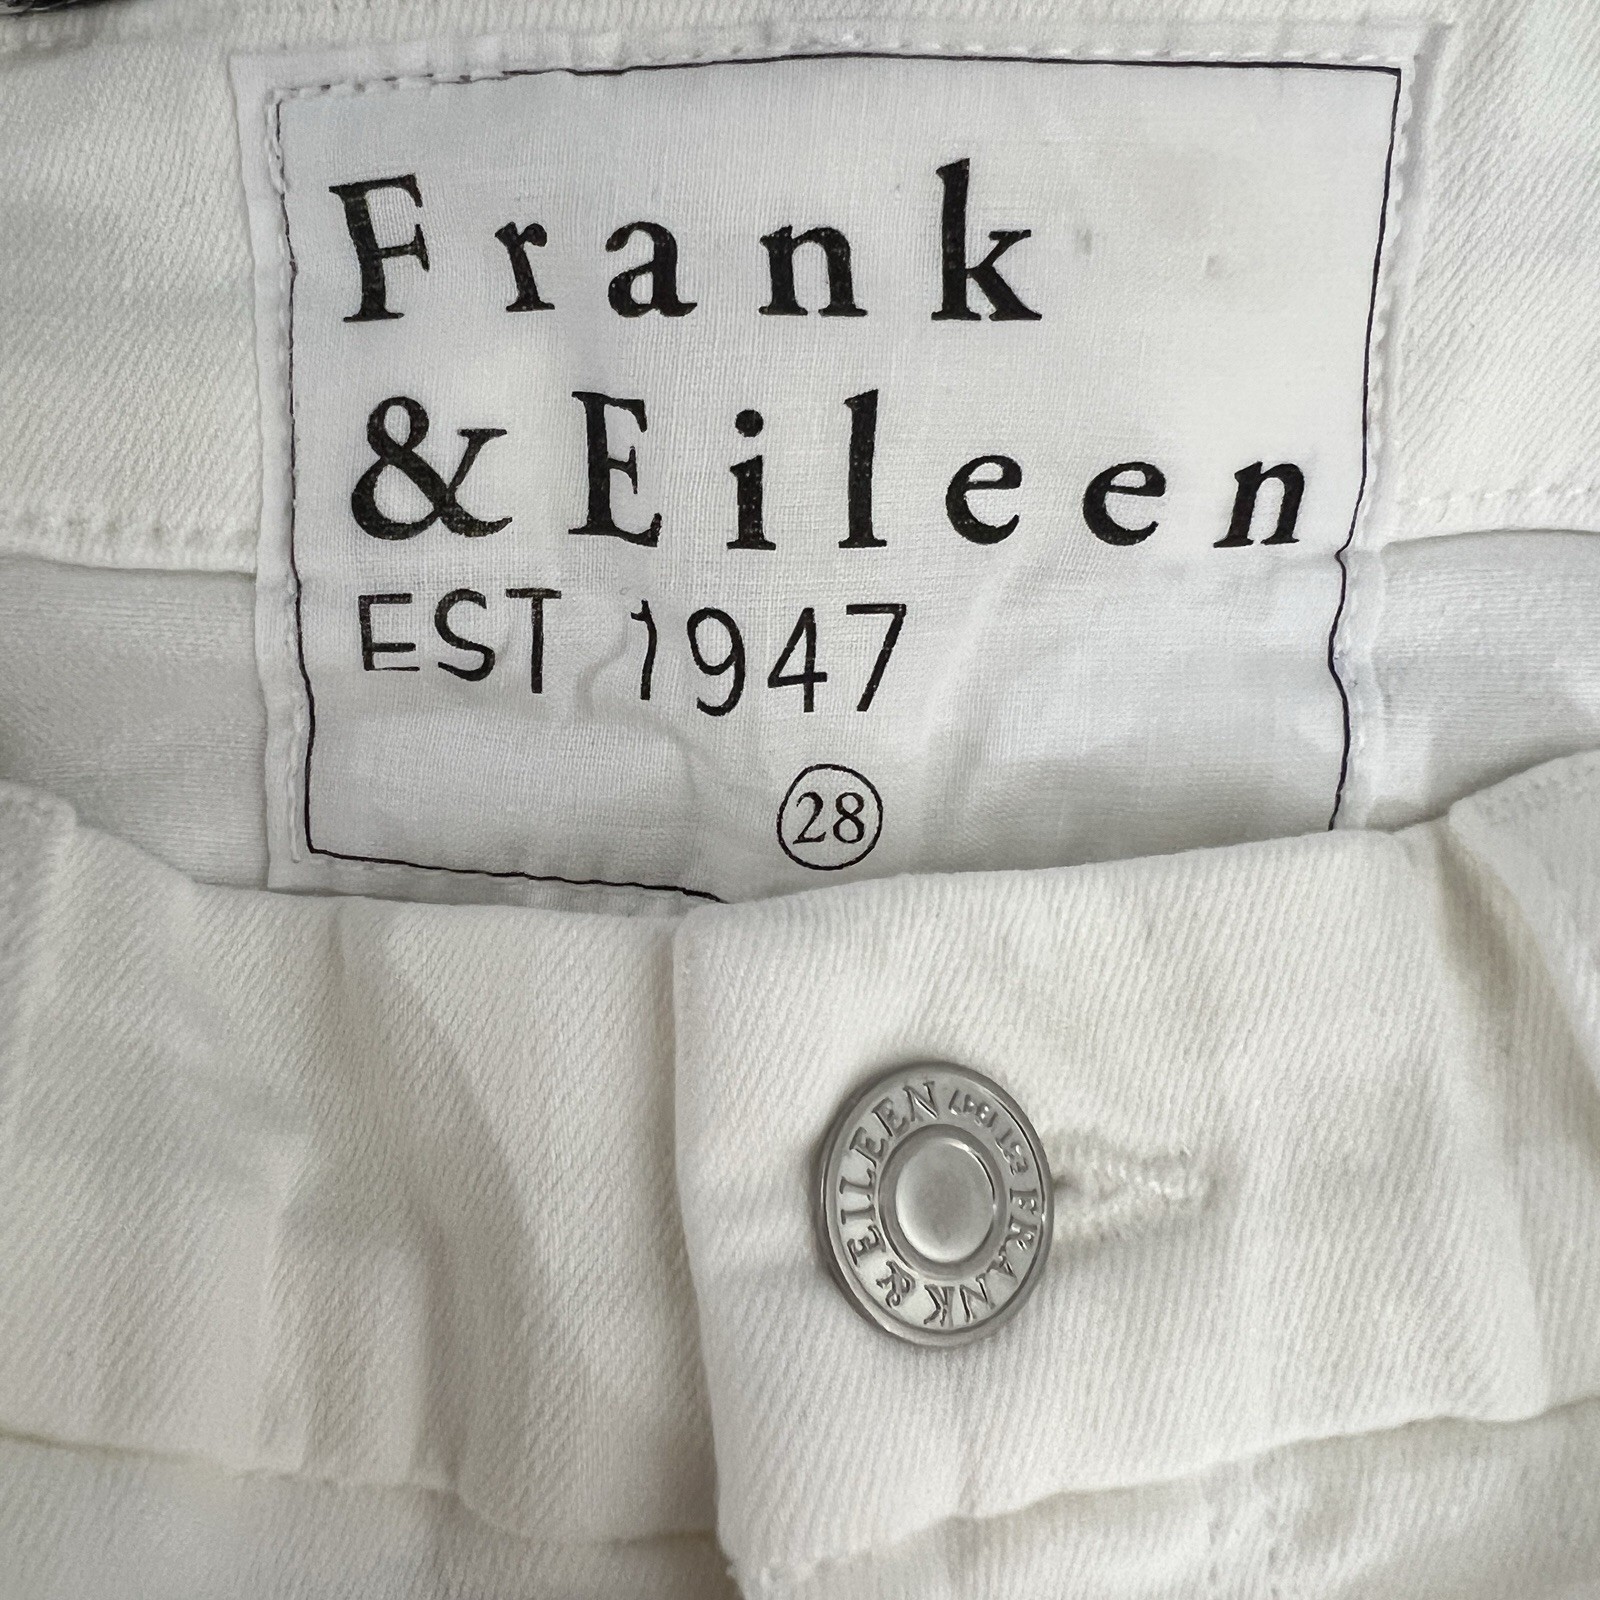 Frank
& Eileen
EST 1947
28
FRANK & EILEEN EST 1947